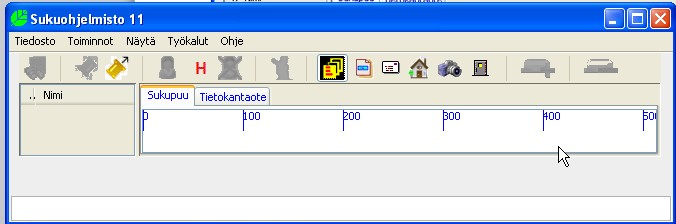 Sukuohjelmisto 11
Tiedosto Toiminnot Näytä Työkalut Ohje
H
.. Nimi
Sukupuu Tietokantaote
0 100 200 300 400 500